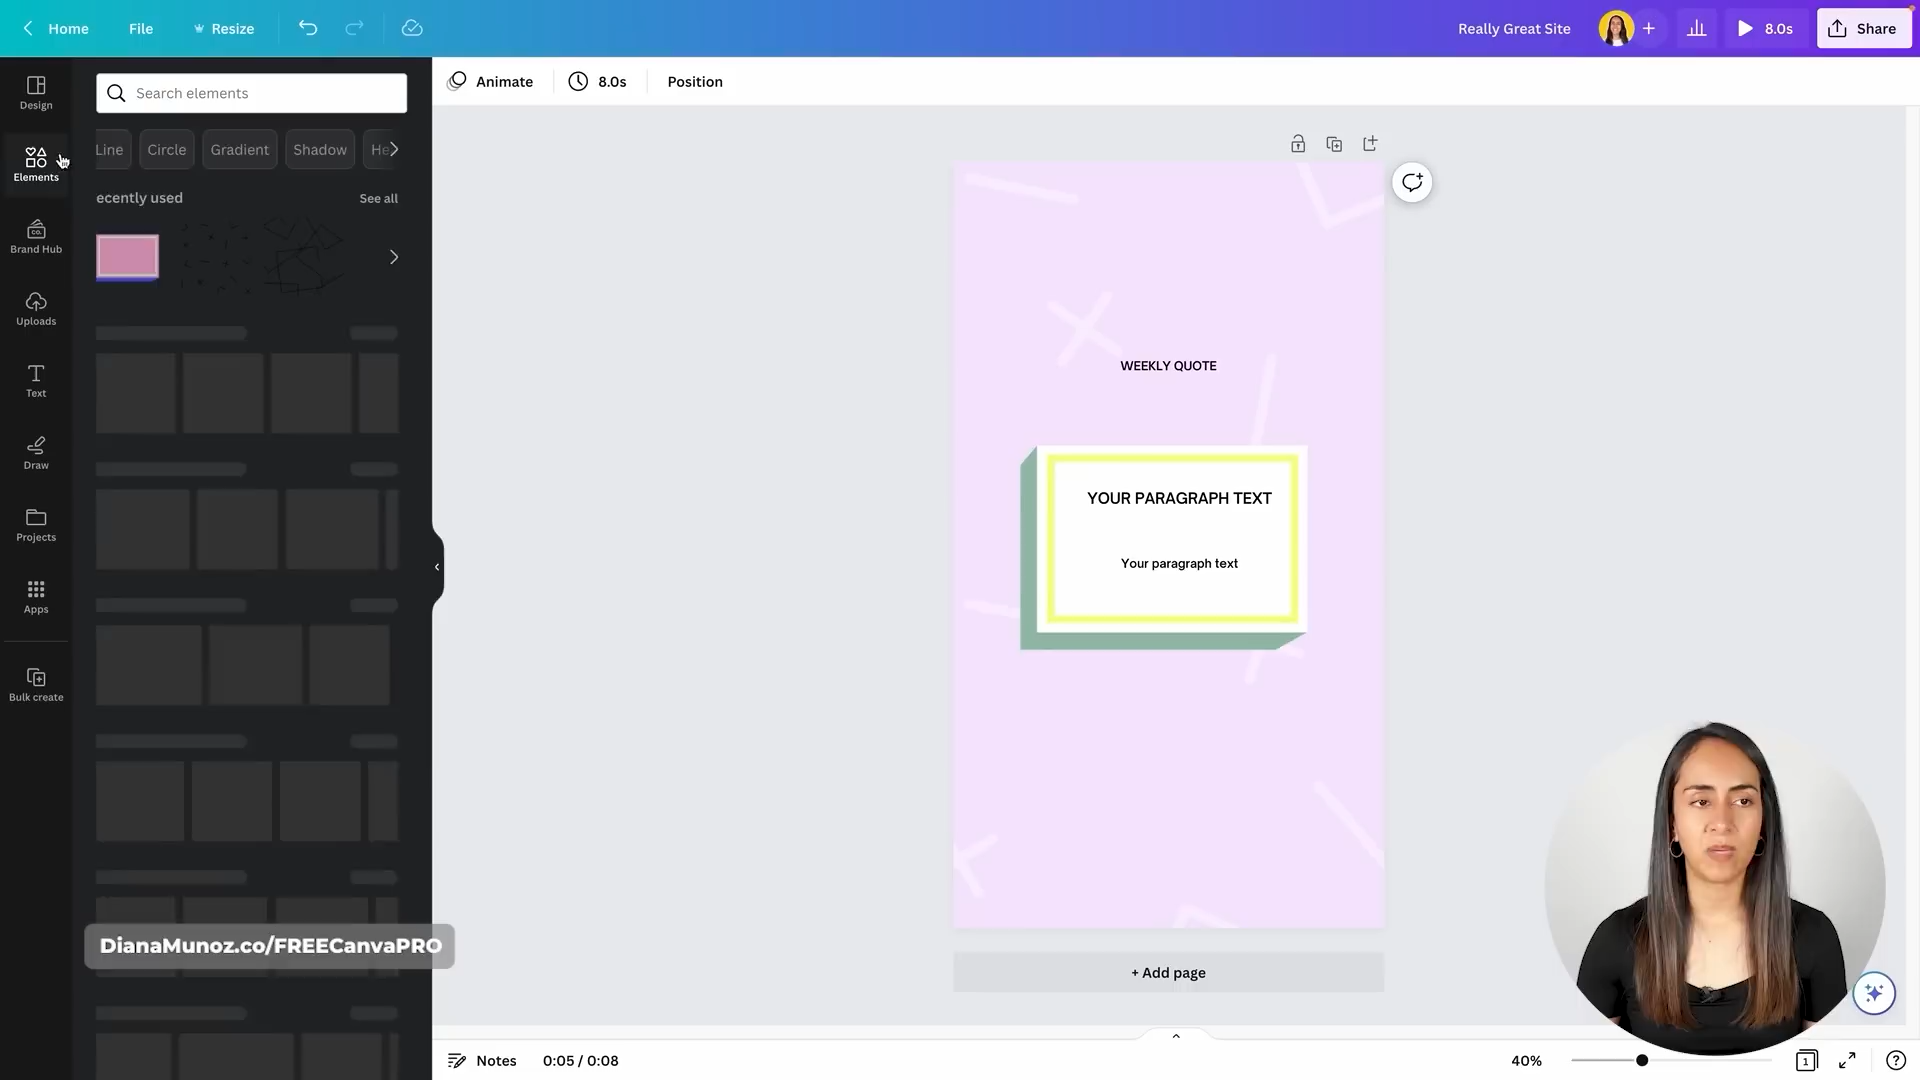 Home
File
Resize
Really Great Site
8.0s
Share
Design
Elements
Brand Hub
Uploads
Text
Draw
Projects
Apps
Bulk create
Search elements
Line
Circle
Gradient
Shadow
He
ecently used
See all
Animate
8.0s
Position
WEEKLY QUOTE
YOUR PARAGRAPH TEXT
Your paragraph text
+ Add page
DianaMunoz.co/FREECanvaPRO
Notes
0:05 / 0:08
40%
1